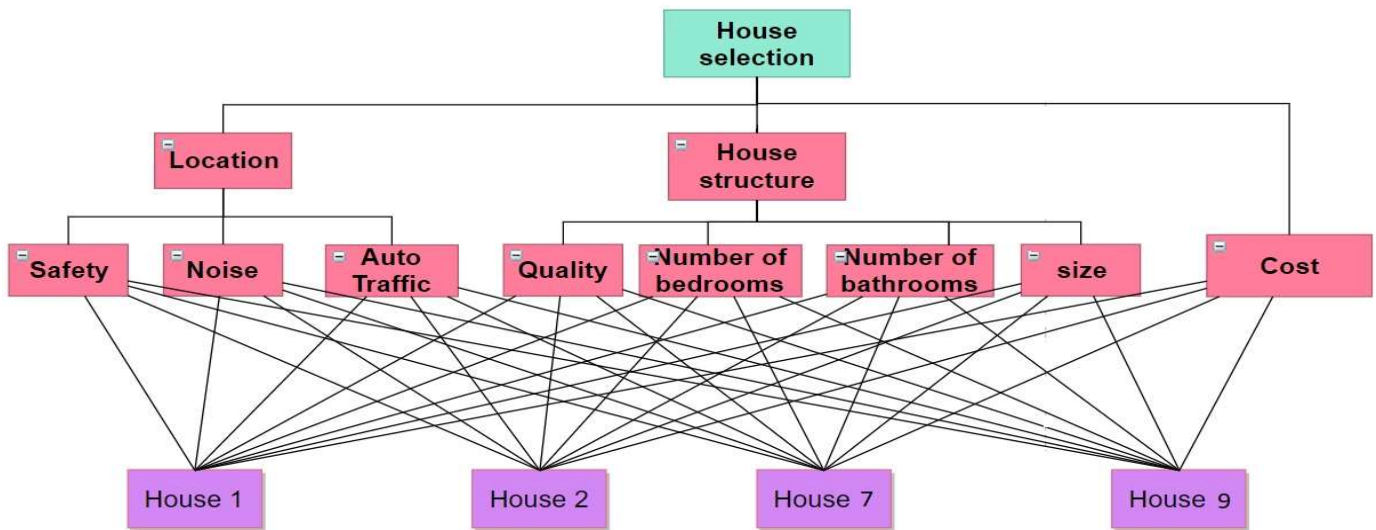 House
selection
Location
House
structure
Safety
Noise
Auto
Traffic
Quality
Number of
bedrooms
Number of
bathrooms
size
Cost
House 1
House 2
House 7
House 9